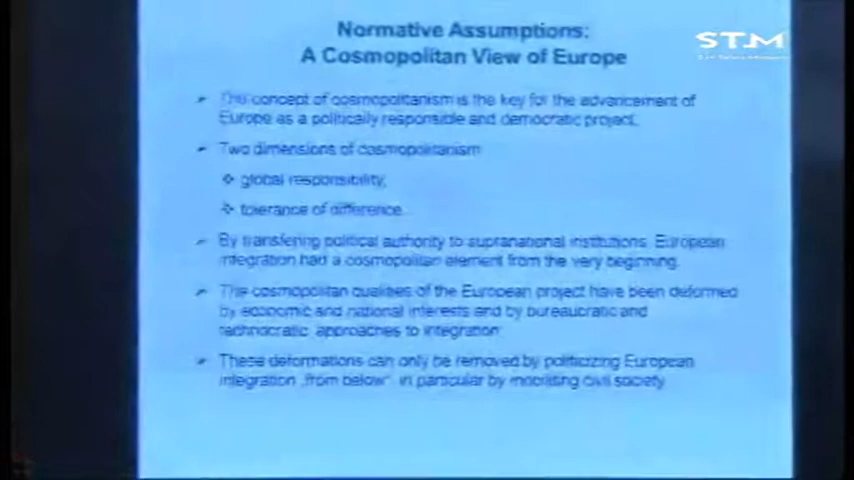 Normative Assumptions:
A Cosmopolitan View of Europe
STM
The concept of cosmopolitanism is the key for the advancement of
Europe as a politically responsible and democratic project.
Two dimensions of cosmopolitanism
global responsibility,
tolerance of difference
By transfering political authority to supranational institutions European
integration had a cosmopolitan element from the very beginning.
The cosmopolitan qualities of the European project have been deformed
by economic and national interests and by bureaucratic and
technocratic approaches to integration
These deformations can only be removed by politicizing European
integration „from below", in particular by mobilising civil society